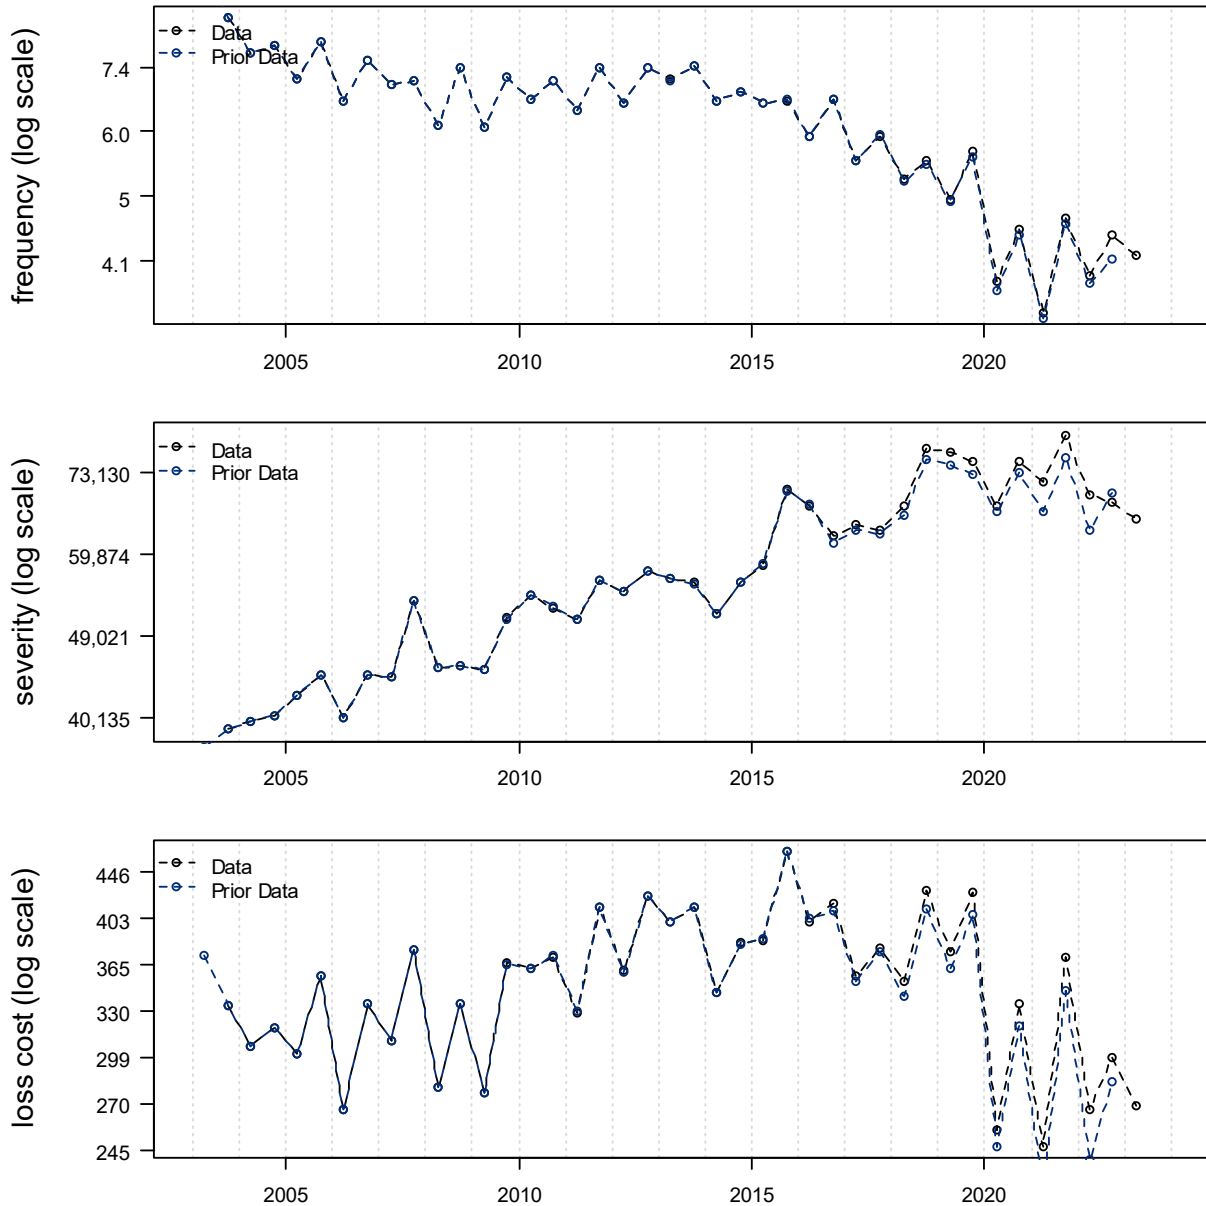 frequency (log scale)
Data
Prior Data
7.4
6.0
5
4.1
2005 2010 2015 2020
severity (log scale)
Data
Prior Data
73,130
59,874
49,021
40,135
2005 2010 2015 2020
loss cost (log scale)
Data
Prior Data
446
403
365
330
299
270
245
2005 2010 2015 2020